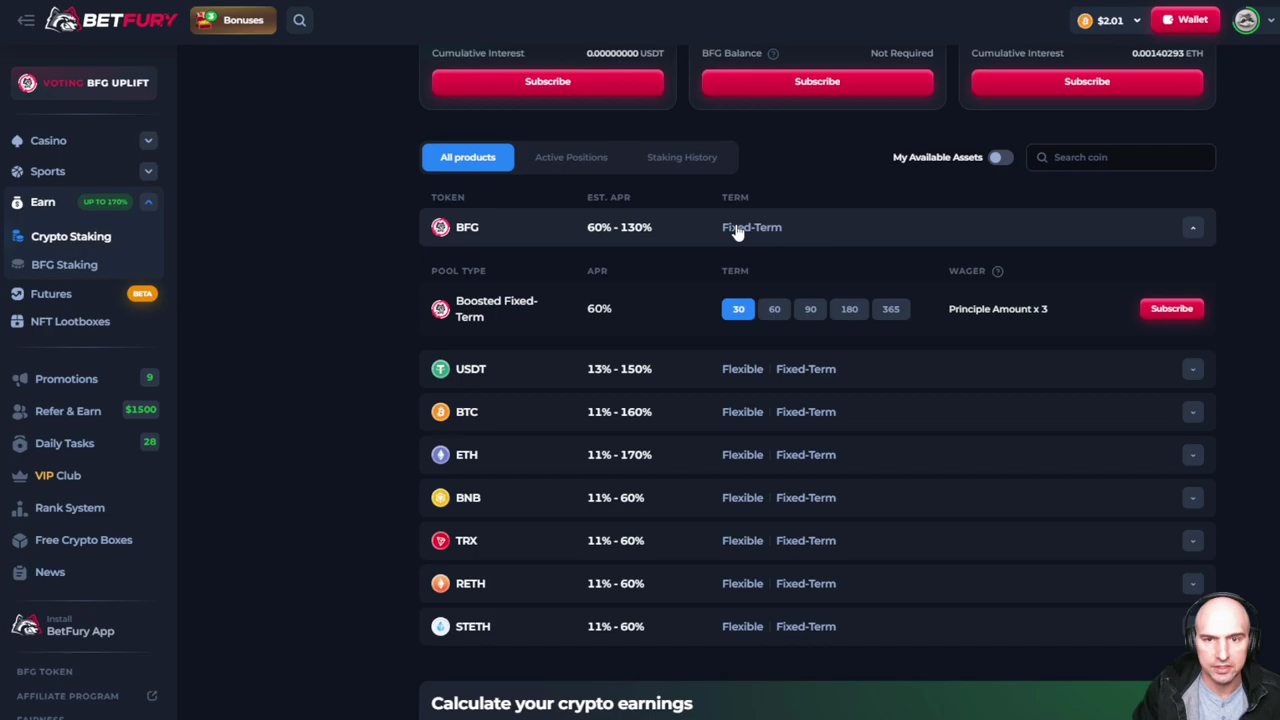 BETFURY
3
Bonuses
$2.01
Wallet
VOTING BFG UPLIFT
Casino
Sports
Earn
UP TO 170%
Crypto Staking
BFG Staking
Futures
BETA
NFT Lootboxes
Promotions
9
Refer & Earn
$1500
Daily Tasks
28
VIP Club
Rank System
Free Crypto Boxes
News
Install
BetFury App
BFG TOKEN
AFFILIATE PROGRAM
FAIRNESS
Cumulative Interest
0.00000000 USDT
BFG Balance
Not Required
Cumulative Interest
0.00140293 ETH
Subscribe
Subscribe
Subscribe
All products
Active Positions
Staking History
My Available Assets
Search coin
TOKEN
EST. APR
TERM
BFG
60% - 130%
Fixed-Term
POOL TYPE
APR
TERM
WAGER
Boosted Fixed-
Term
60%
30
60
90
180
365
Principle Amount x 3
Subscribe
USDT
13% - 150%
Flexible
Fixed-Term
BTC
11% - 160%
Flexible
Fixed-Term
ETH
11% - 170%
Flexible
Fixed-Term
BNB
11% - 60%
Flexible
Fixed-Term
TRX
11% - 60%
Flexible
Fixed-Term
RETH
11% - 60%
Flexible
Fixed-Term
STETH
11% - 60%
Flexible
Fixed-Term
Calculate your crypto earnings